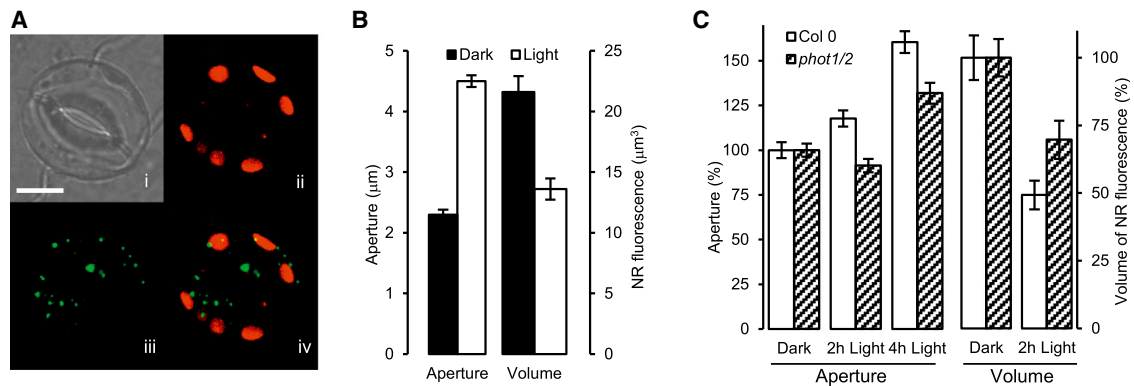 A
i
ii
iii
iv
B
Dark Light
Aperture (µm)
5
4
3
2
1
0
NR fluorescence (µm³)
25
20
15
10
5
0
Aperture Volume
C
Col 0
phot1/2
Aperture (%)
150
125
100
75
50
25
0
Volume of NR fluorescence (%)
100
75
50
25
0
Dark 2h Light 4h Light Dark 2h Light
Aperture Volume